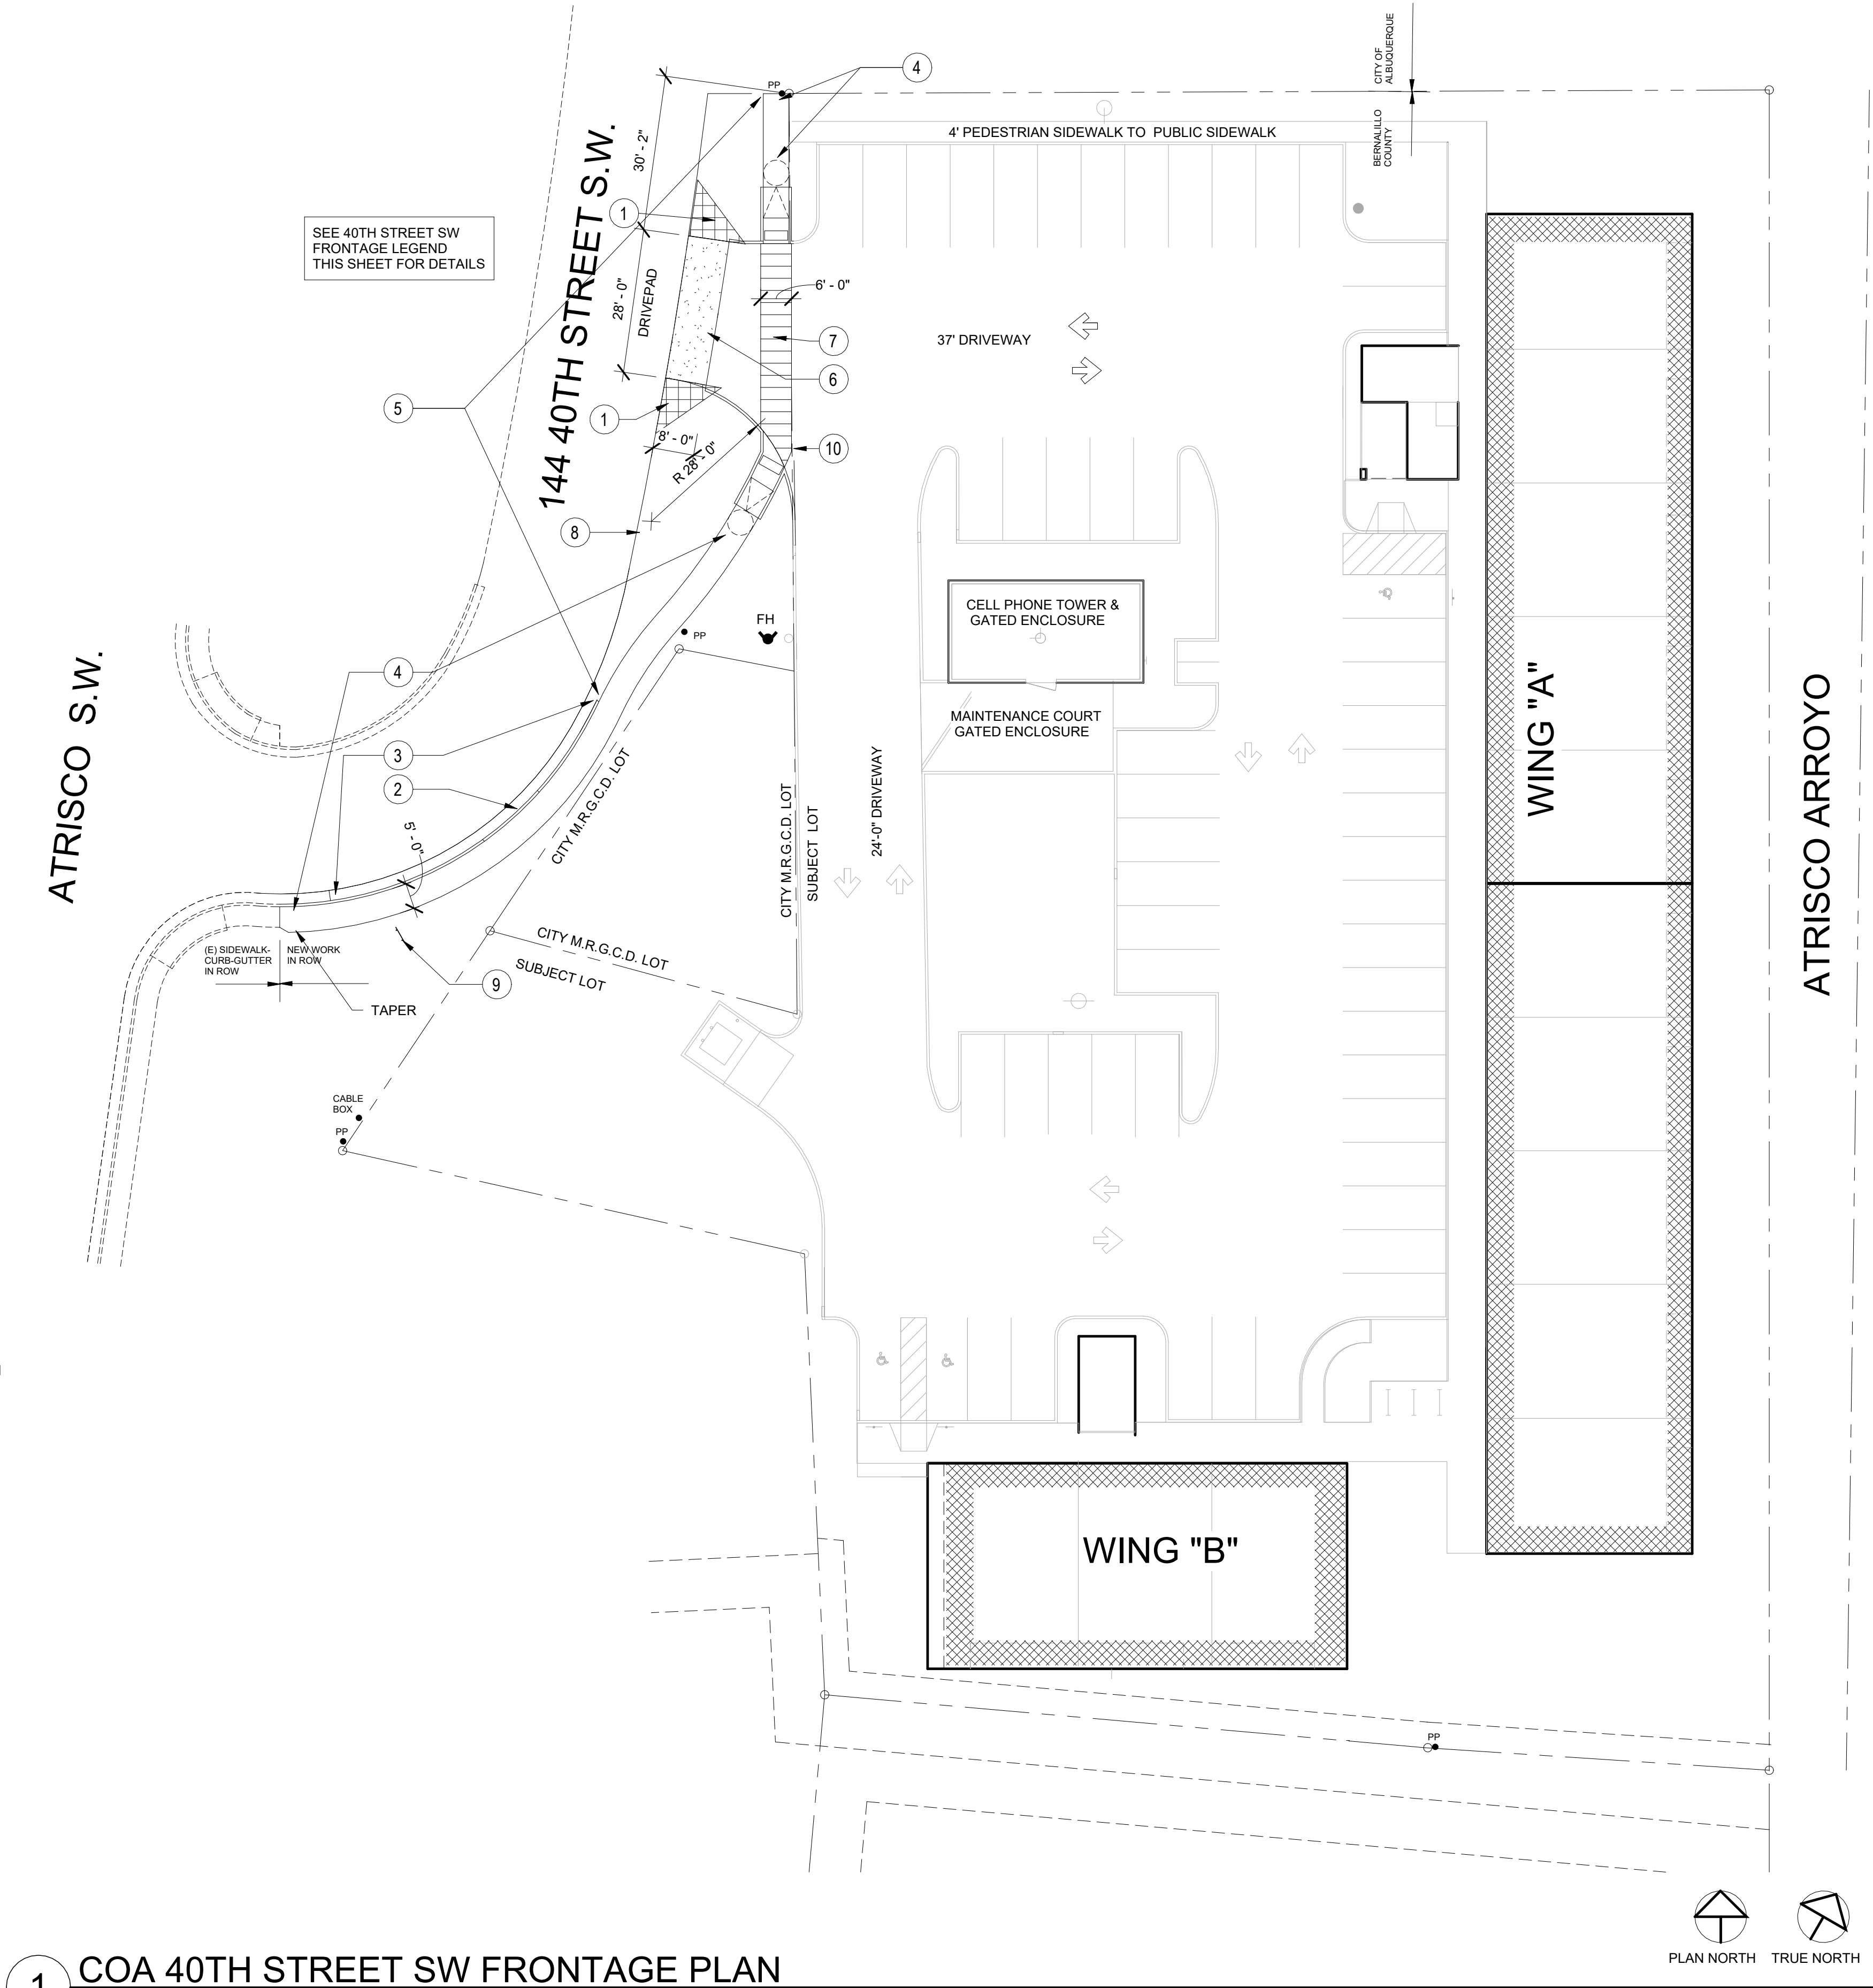 CITY OF
ALBUQUERQUE
BERNALILLO
COUNTY
4
PP
4' PEDESTRIAN SIDEWALK TO  PUBLIC SIDEWALK
30' - 2"
144 40TH STREET S.W.
1
SEE 40TH STREET SW
FRONTAGE LEGEND
THIS SHEET FOR DETAILS
28' - 0"
DRIVEPAD
6' - 0"
7
37' DRIVEWAY
6
5
1
8' - 0"
R 28' - 0"
10
8
CELL PHONE TOWER &
GATED ENCLOSURE
FH
PP
4
ATRISCO  S.W.
MAINTENANCE COURT
GATED ENCLOSURE
WING "A"
ATRISCO ARROYO
3
2
5' - 0"
CITY M.R.G.C.D. LOT
CITY M.R.G.C.D. LOT
SUBJECT  LOT
24'-0" DRIVEWAY
(E) SIDEWALK-
CURB-GUTTER
IN ROW
NEW WORK
IN ROW
CITY M.R.G.C.D. LOT
SUBJECT LOT
9
TAPER
CABLE
BOX
PP
WING "B"
PP
PLAN NORTH
TRUE NORTH
1
COA 40TH STREET SW FRONTAGE PLAN